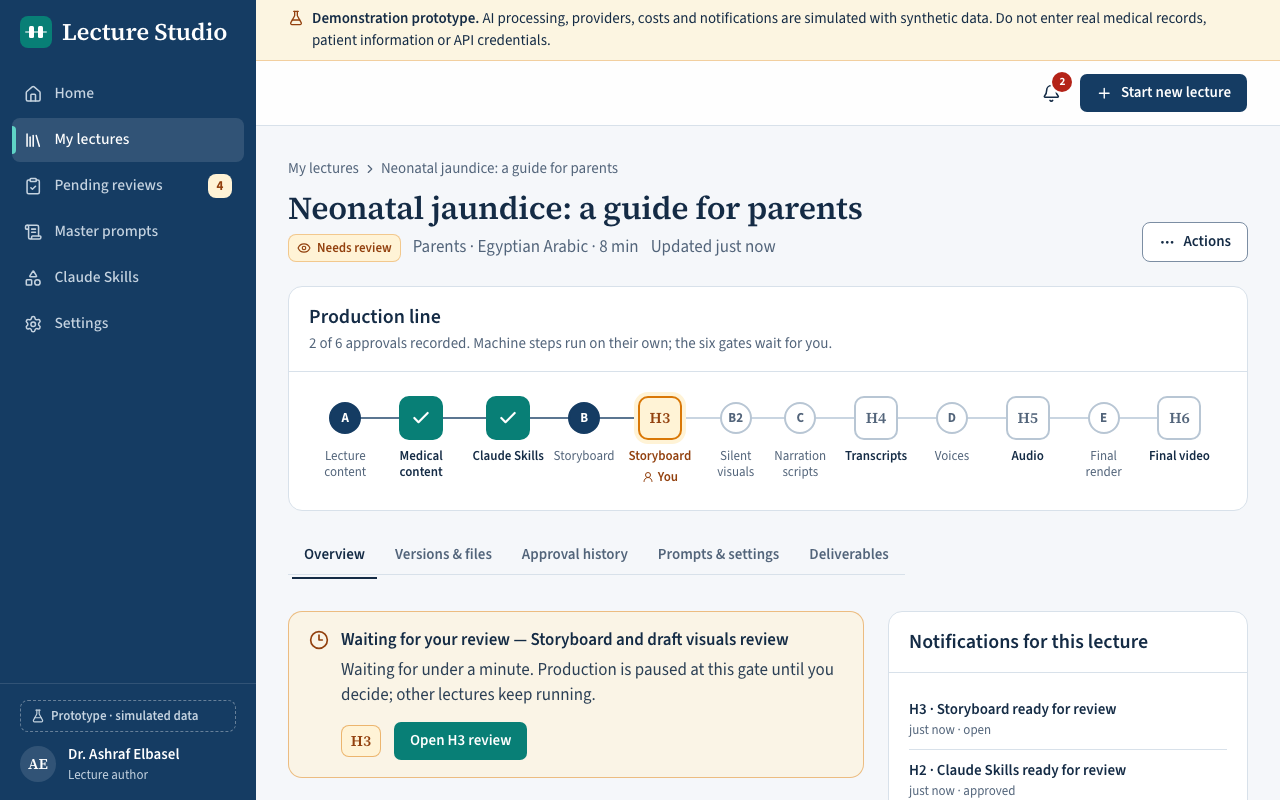 Lecture Studio
Home
My lectures
Pending reviews
4
Master prompts
Claude Skills
Settings
Prototype · simulated data
AE
Dr. Ashraf Elbasel
Lecture author
Demonstration prototype. AI processing, providers, costs and notifications are simulated with synthetic data. Do not enter real medical records,
patient information or API credentials.
2
Start new lecture
My lectures > Neonatal jaundice: a guide for parents
Neonatal jaundice: a guide for parents
Needs review
Parents · Egyptian Arabic · 8 min
Updated just now
Actions
Production line
2 of 6 approvals recorded. Machine steps run on their own; the six gates wait for you.
A
Lecture
content
Medical
content
Claude Skills
B
Storyboard
H3
Storyboard
You
B2
Silent
visuals
C
Narration
scripts
H4
Transcripts
D
Voices
H5
Audio
E
Final
render
H6
Final video
Overview
Versions & files
Approval history
Prompts & settings
Deliverables
Waiting for your review — Storyboard and draft visuals review
Waiting for under a minute. Production is paused at this gate until you
decide; other lectures keep running.
H3
Open H3 review
Notifications for this lecture
H3 · Storyboard ready for review
just now · open
H2 · Claude Skills ready for review
just now · approved